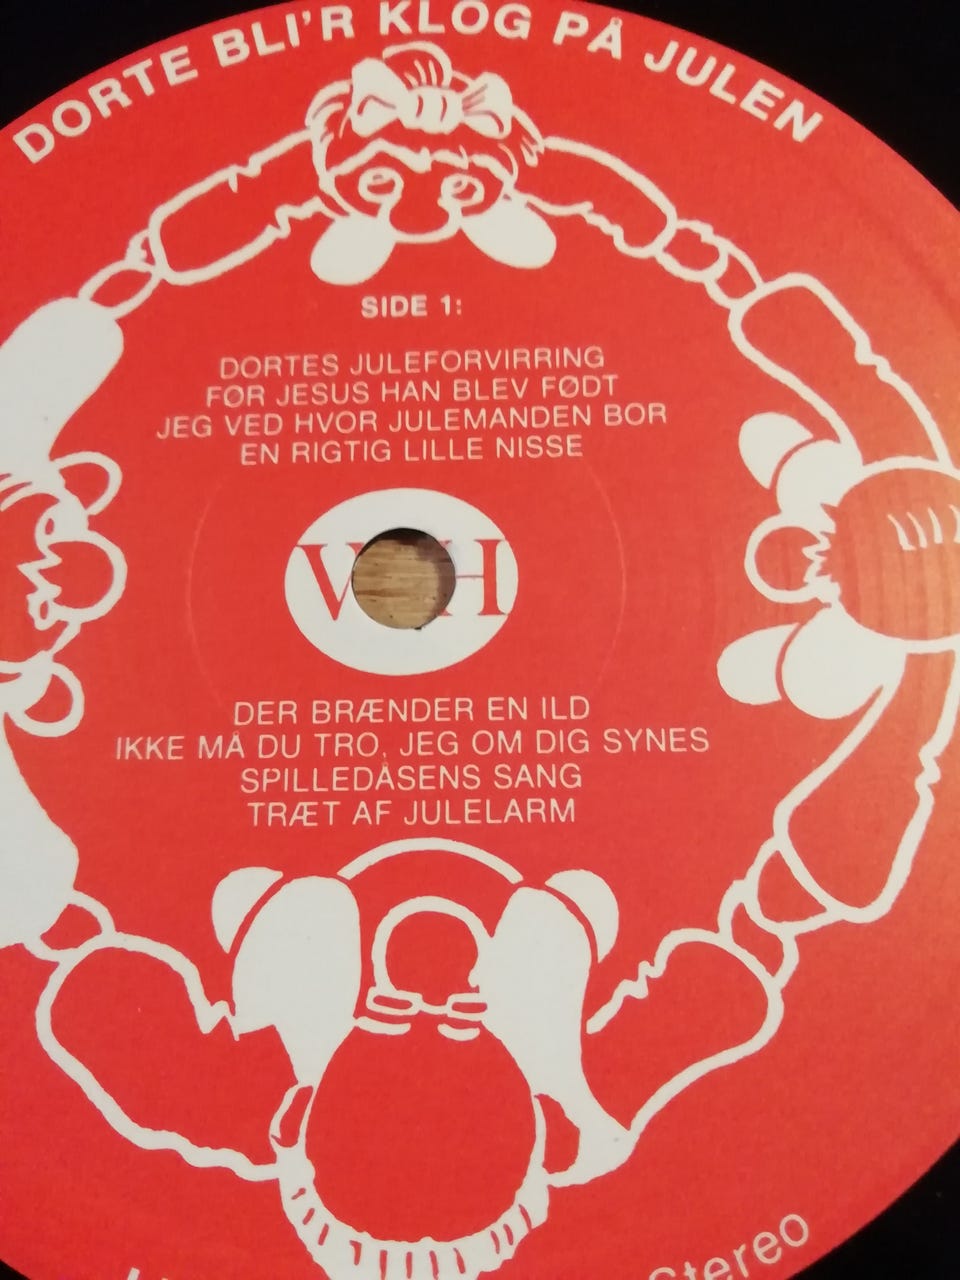 DORTE BLI'R KLOG PÅ JULEN
SIDE 1:
DORTES JULEFORVIRRING
FØR JESUS HAN BLEV FØDT
JEG VED HVOR JULEMANDEN BOR
EN RIGTIG LILLE NISSE
DER BRÆNDER EN ILD
IKKE MÅ DU TRO, JEG OM DIG SYNES
SPILLEDÅSENS SANG
TRÆT AF JULELARM
Stereo